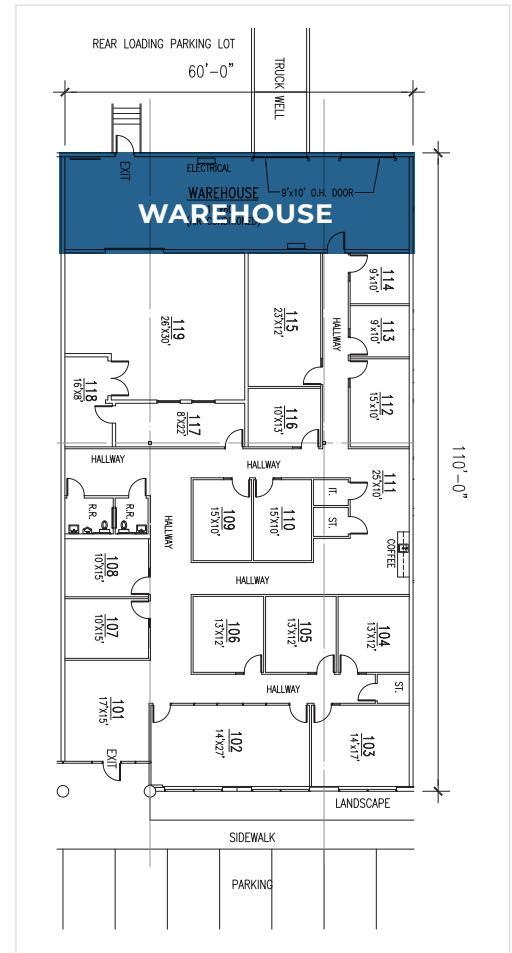 REAR LOADING PARKING LOT
60'-0"
TRUCK WELL
EXIT
ELECTRICAL
WAREHOUSE
9'x10' O.H. DOOR
WAREHOUSE
114
9'X10'
113
9'X10'
112
15'X10'
HALLWAY
115
23'X12'
119
26'X30'
118
16'X8'
117
8'X22'
116
10'X13'
110'-0"
HALLWAY
HALLWAY
111
25'X10'
IT.
ST.
R.R.
R.R.
HALLWAY
109
15'X10'
110
15'X10'
COFFEE
108
10'X15'
HALLWAY
107
10'X15'
106
13'X12'
105
13'X12'
104
13'X12'
HALLWAY
ST.
101
17'X15'
EXIT
102
14'X27'
103
14'X17'
LANDSCAPE
SIDEWALK
PARKING